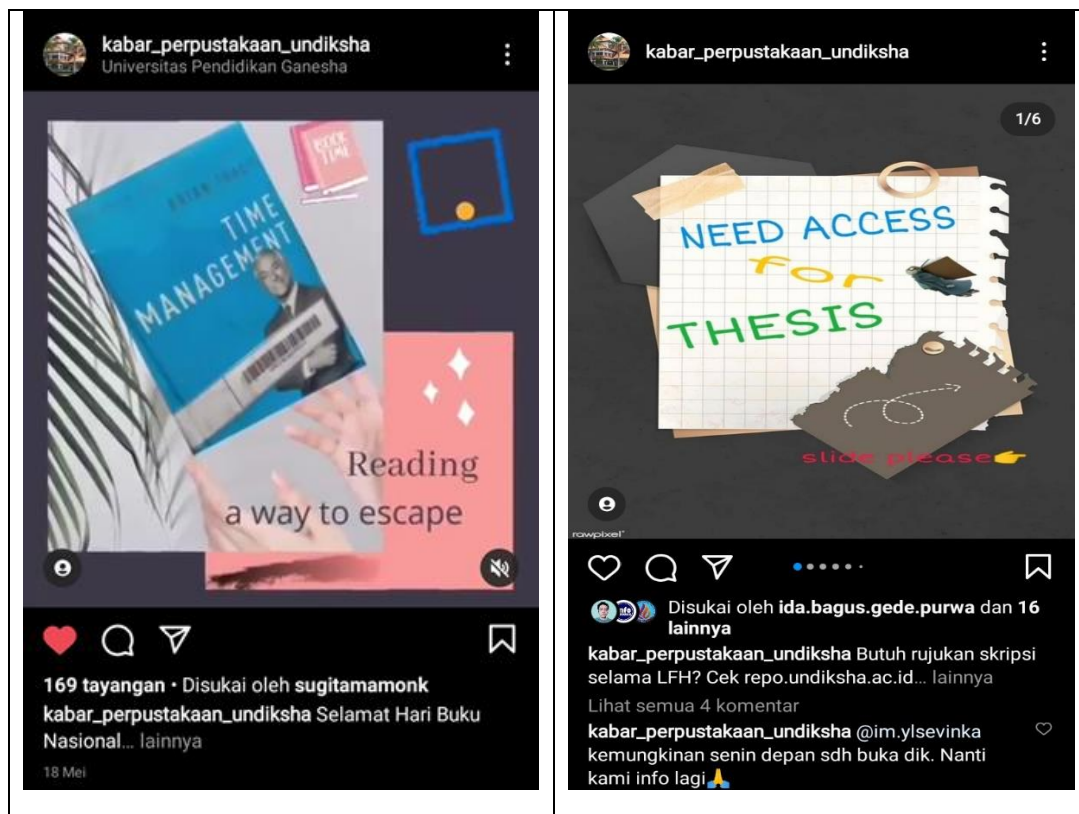 kabar_perpustakaan_undiksha
Universitas Pendidikan Ganesha
BOOK
TIME
BRIAN TRACY
TIME
MANAGEMENT
Reading
a way to escape
169 tayangan • Disukai oleh sugitamamonk
kabar_perpustakaan_undiksha Selamat Hari Buku
Nasional... lainnya
18 Mei
kabar_perpustakaan_undiksha
1/6
NEED ACCESS
for
THESIS
slide please👉
rawpixel
Disukai oleh ida.bagus.gede.purwa dan 16
lainnya
kabar_perpustakaan_undiksha Butuh rujukan skripsi
selama LFH? Cek repo.undiksha.ac.id... lainnya
Lihat semua 4 komentar
kabar_perpustakaan_undiksha @im.ylsevinka
kemungkinan senin depan sdh buka dik. Nanti
kami info lagi🙏